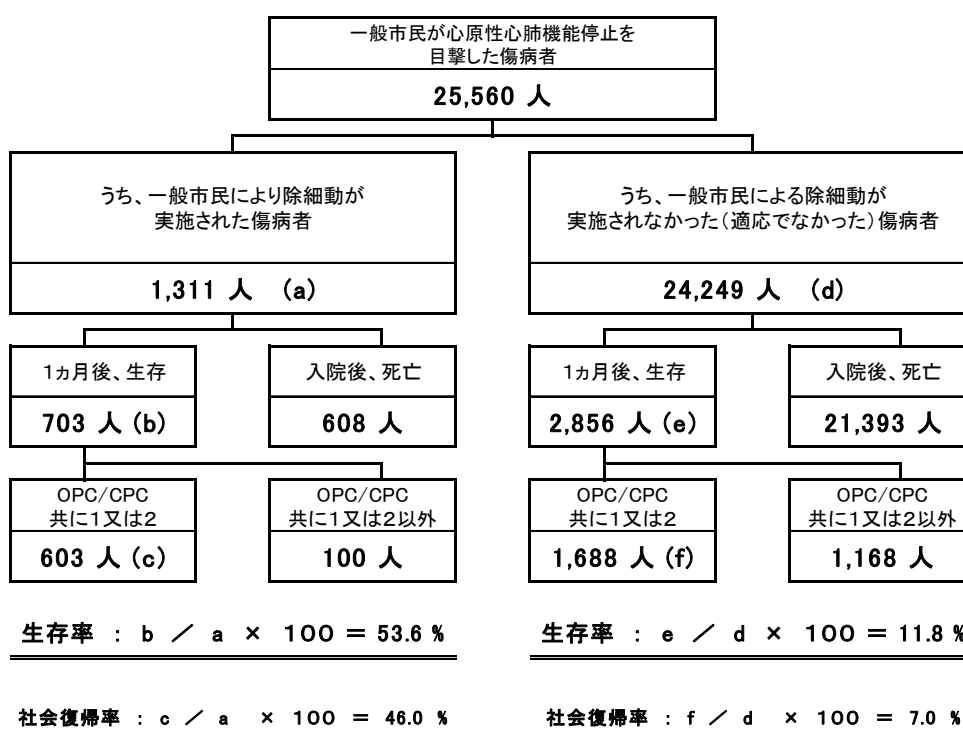 一般市民が心原性心肺機能停止を
目撃した傷病者
25,560 人
うち、一般市民により除細動が
実施された傷病者
1,311 人 (a)
うち、一般市民による除細動が
実施されなかった(適応でなかった)傷病者
24,249 人 (d)
1ヵ月後、生存
703 人 (b)
入院後、死亡
608 人
1ヵ月後、生存
2,856 人 (e)
入院後、死亡
21,393 人
OPC/CPC
共に1又は2
603 人 (c)
OPC/CPC
共に1又は2以外
100 人
OPC/CPC
共に1又は2
1,688 人 (f)
OPC/CPC
共に1又は2以外
1,168 人
生存率 : b / a × 100 = 53.6 %
生存率 : e / d × 100 = 11.8 %
社会復帰率 : c / a × 100 = 46.0 %
社会復帰率 : f / d × 100 = 7.0 %